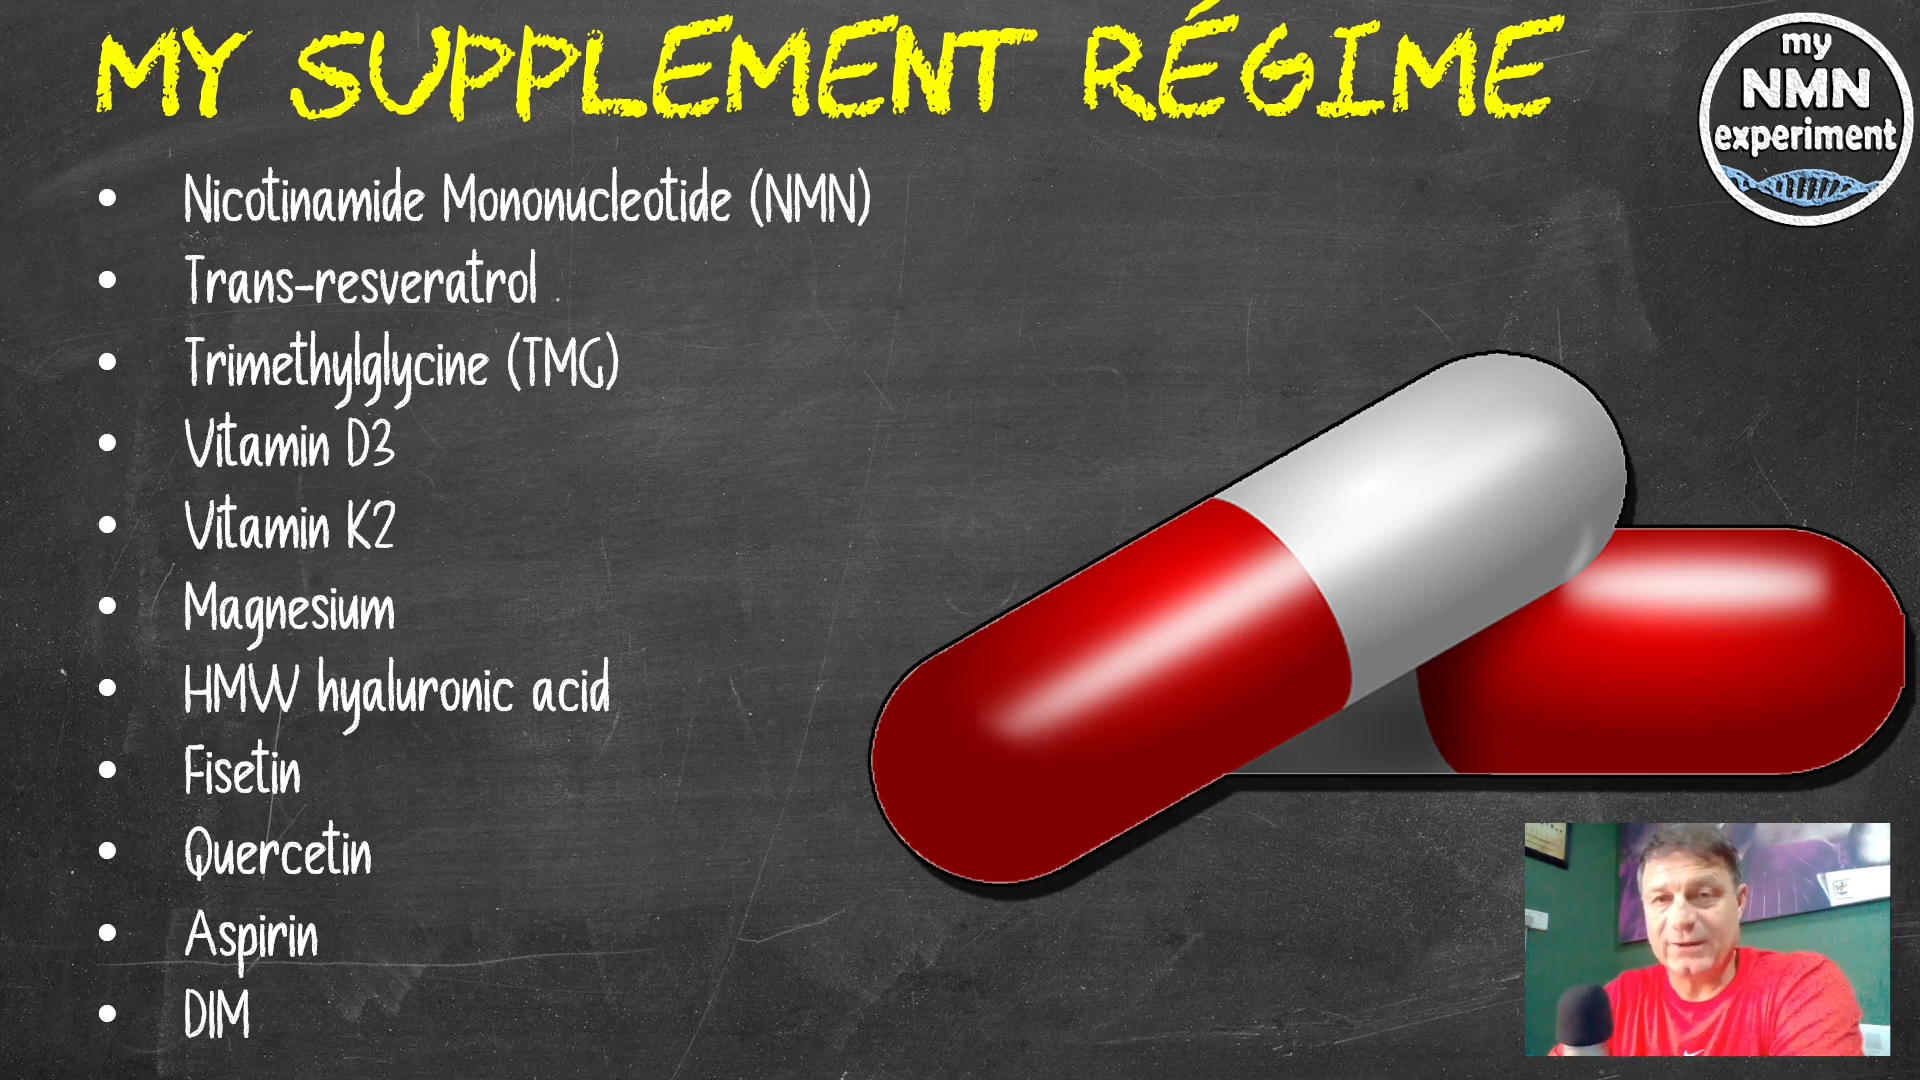 MY SUPPLEMENT RÉGIME
my
NMN
experiment
• Nicotinamide Mononucleotide (NMN)
• Trans-resveratrol
• Trimethylglycine (TMG)
• Vitamin D3
• Vitamin K2
• Magnesium
• HMW hyaluronic acid
• Fisetin
• Quercetin
• Aspirin
• DIM